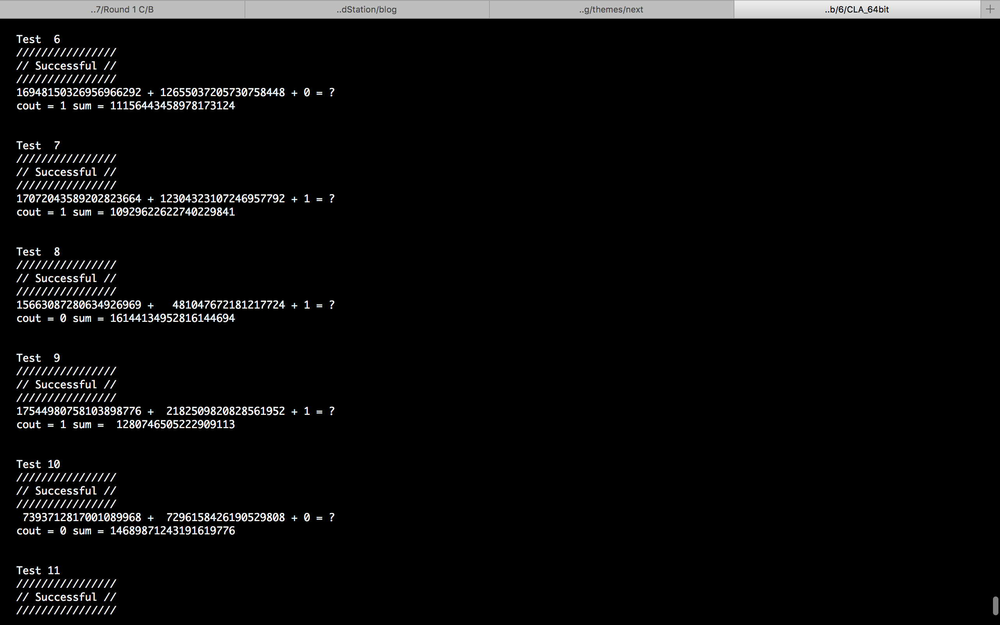 ..7/Round 1 C/B ..dStation/blog ..g/themes/next ..b/6/CLA_64bit +
Test  6
////////////////
// Successful //
////////////////
16948150326956966292 + 12655037205730758448 + 0 = ?
cout = 1 sum = 11156443458978173124
Test  7
////////////////
// Successful //
////////////////
17072043589202823664 + 12304323107246957792 + 1 = ?
cout = 1 sum = 10929622622740229841
Test  8
////////////////
// Successful //
////////////////
15663087280634926969 +   481047672181217724 + 1 = ?
cout = 0 sum = 16144134952816144694
Test  9
////////////////
// Successful //
////////////////
17544980758103898776 +  2182509820828561952 + 1 = ?
cout = 1 sum =  1280746505222909113
Test 10
////////////////
// Successful //
////////////////
 7393712817001089968 +  7296158426190529808 + 0 = ?
cout = 0 sum = 14689871243191619776
Test 11
////////////////
// Successful //
////////////////